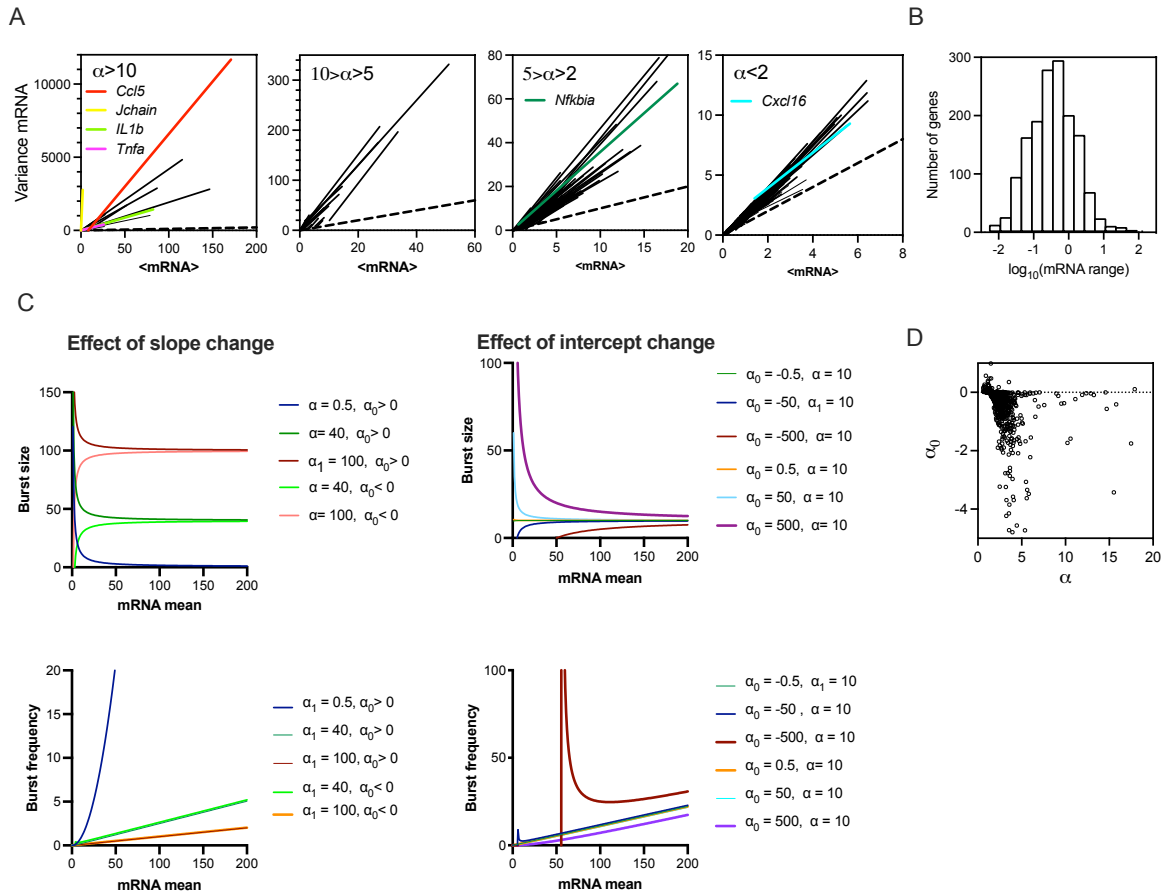 A
Variance mRNA
12000
8000
4000
0
α>10
Ccl5
Jchain
IL1b
Tnfa
0 50 100 150 200
<mRNA>
300
200
100
0
10>α>5
0 20 40 60
<mRNA>
80
60
40
20
0
5>α>2
Nfkbia
0 5 10 15 20
<mRNA>
15
10
5
0
α<2
Cxcl16
0 2 4 6 8
<mRNA>
B
Number of genes
300
200
100
0
-2 -1 0 1 2
log10(mRNA range)
C
Effect of slope change
Burst size
150
100
50
0
0 50 100 150 200
mRNA mean
α = 0.5, α0> 0
α= 40, α0> 0
α1 = 100, α0> 0
α = 40, α0< 0
α= 100, α0< 0
Effect of intercept change
Burst size
100
50
0
0 50 100 150 200
mRNA mean
α0 = -0.5, α = 10
α0 = -50, α1 = 10
α0 = -500, α= 10
α0 = 0.5, α = 10
α0 = 50, α = 10
α0 = 500, α= 10
D
α0
0
-2
-4
0 5 10 15 20
α
Burst frequency
20
15
10
5
0
0 50 100 150 200
mRNA mean
α1 = 0.5, α0> 0
α1 = 40, α0> 0
α1 = 100, α0> 0
α1 = 40, α0< 0
α1 = 100, α0< 0
Burst frequency
100
50
0
0 50 100 150 200
mRNA mean
α0 = -0.5, α1 = 10
α0 = -50 , α = 10
α0 = -500, α = 10
α0 = 0.5, α = 10
α0 = 50, α = 10
α0 = 500, α = 10